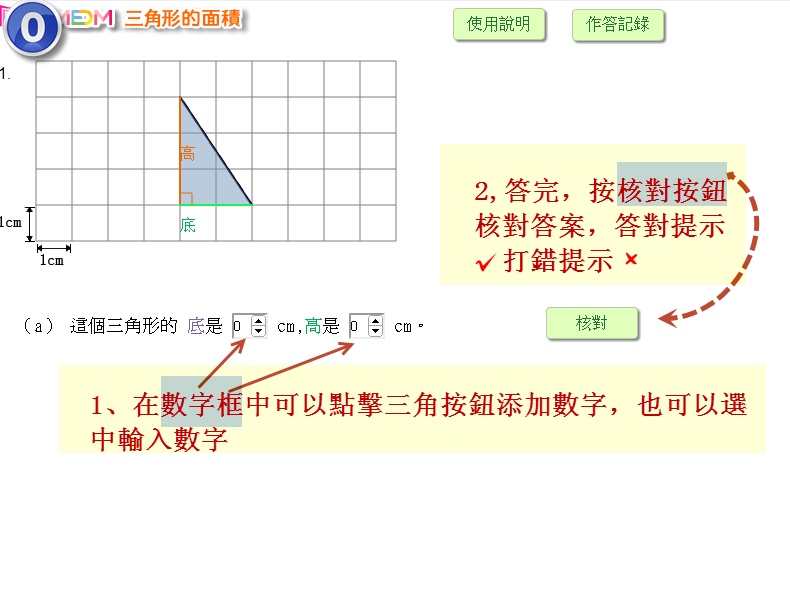 0
MEDM 三角形的面積
使用說明
作答記錄
1.
高
底
1cm
1cm
2,答完，按核對按鈕
核對答案，答對提示
✓打錯提示 ×
(a) 這個三角形的 底是 0 cm,高是 0 cm。
核對
1、在數字框中可以點擊三角按鈕添加數字，也可以選
中輸入數字